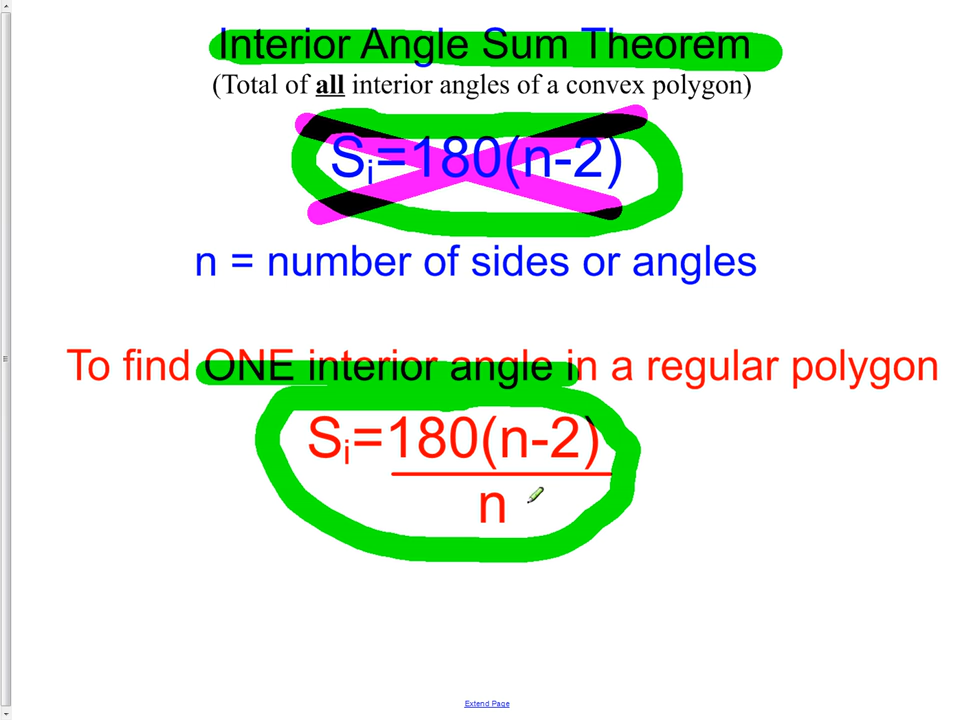 Interior Angle Sum Theorem
(Total of all interior angles of a convex polygon)
Si=180(n-2)
n = number of sides or angles
To find ONE interior angle in a regular polygon
Si=180(n-2)
n
Extend Page